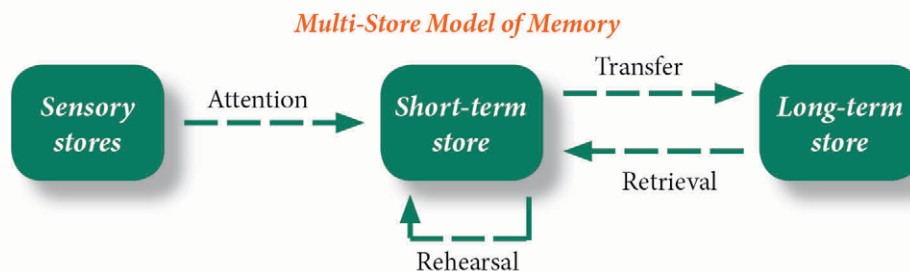 Multi-Store Model of Memory
Sensory
stores
Attention
Short-term
store
Transfer
Retrieval
Long-term
store
Rehearsal